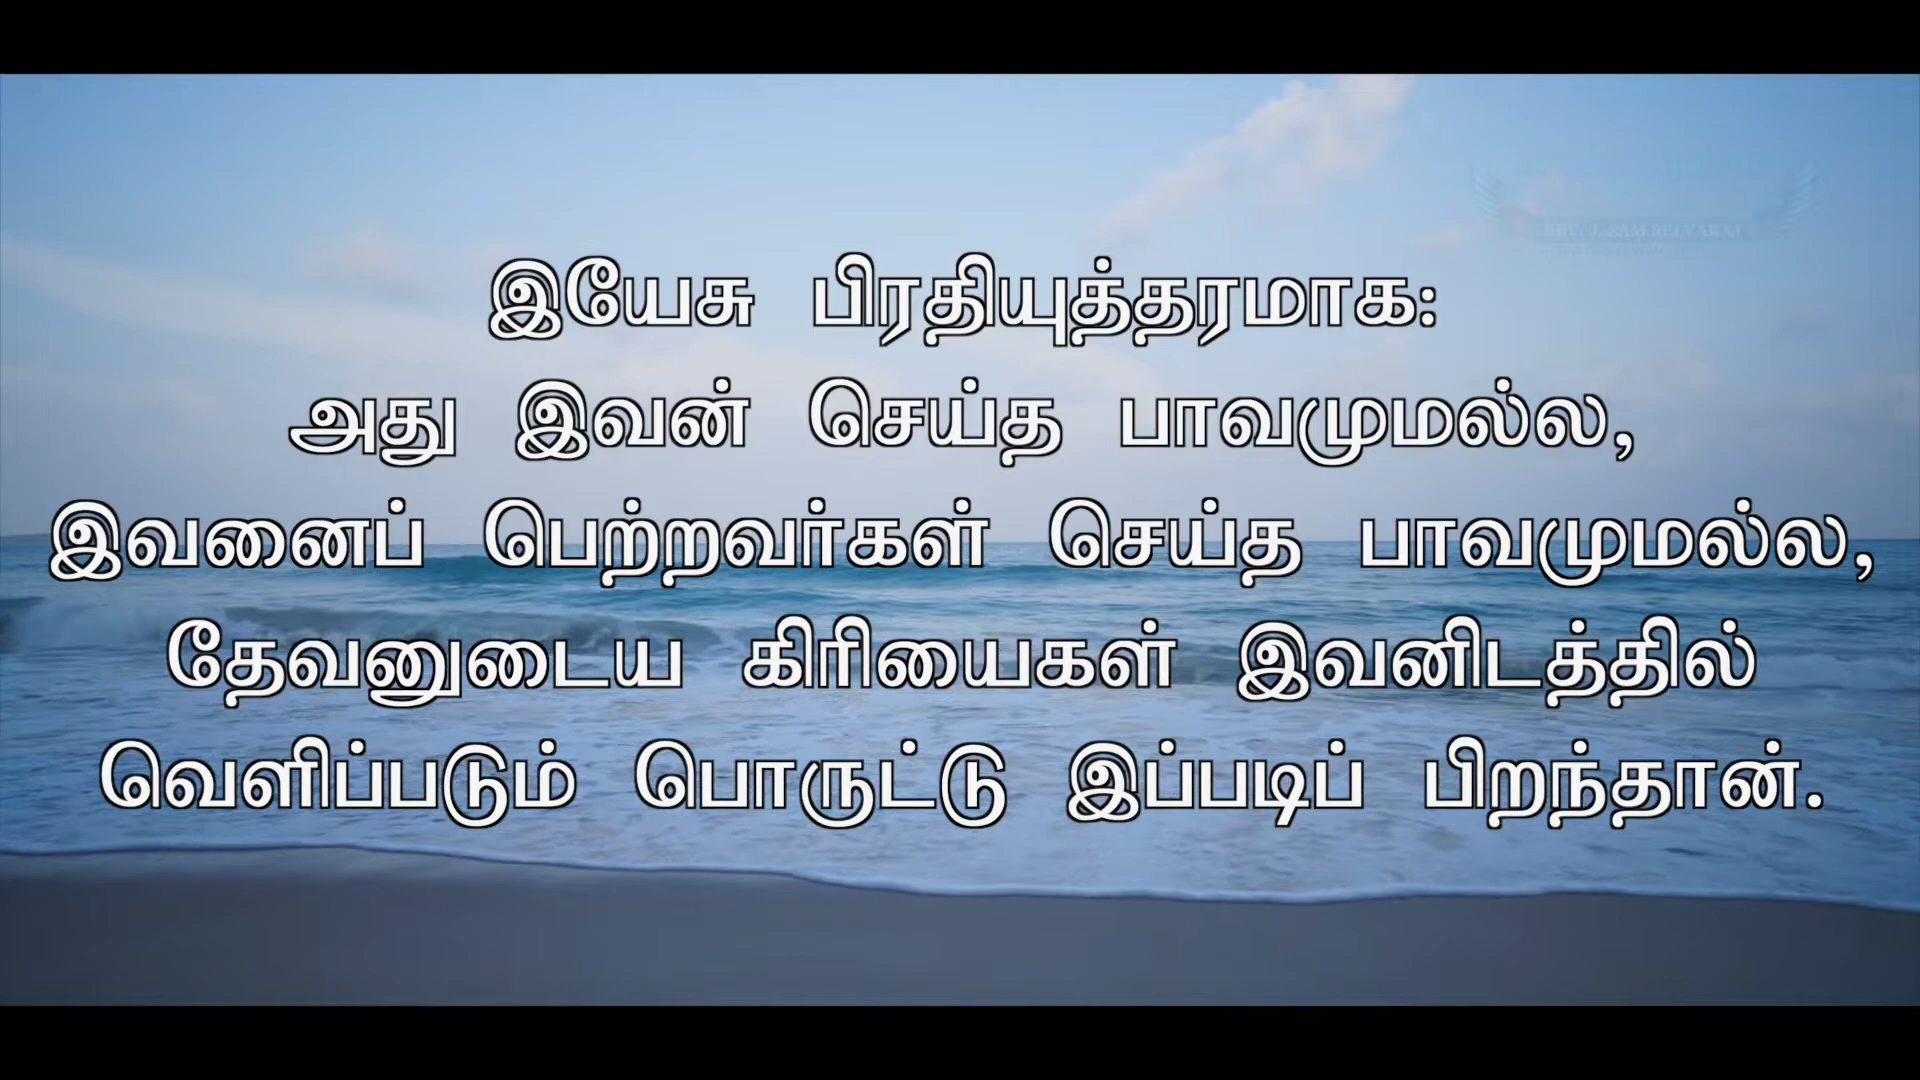 இயேசு பிரதியுத்தரமாக:
அது இவன் செய்த பாவமுமல்ல,
இவனைப் பெற்றவர்கள் செய்த பாவமுமல்ல,
தேவனுடைய கிரியைகள் இவனிடத்தில்
வெளிப்படும் பொருட்டு இப்படிப் பிறந்தான்.